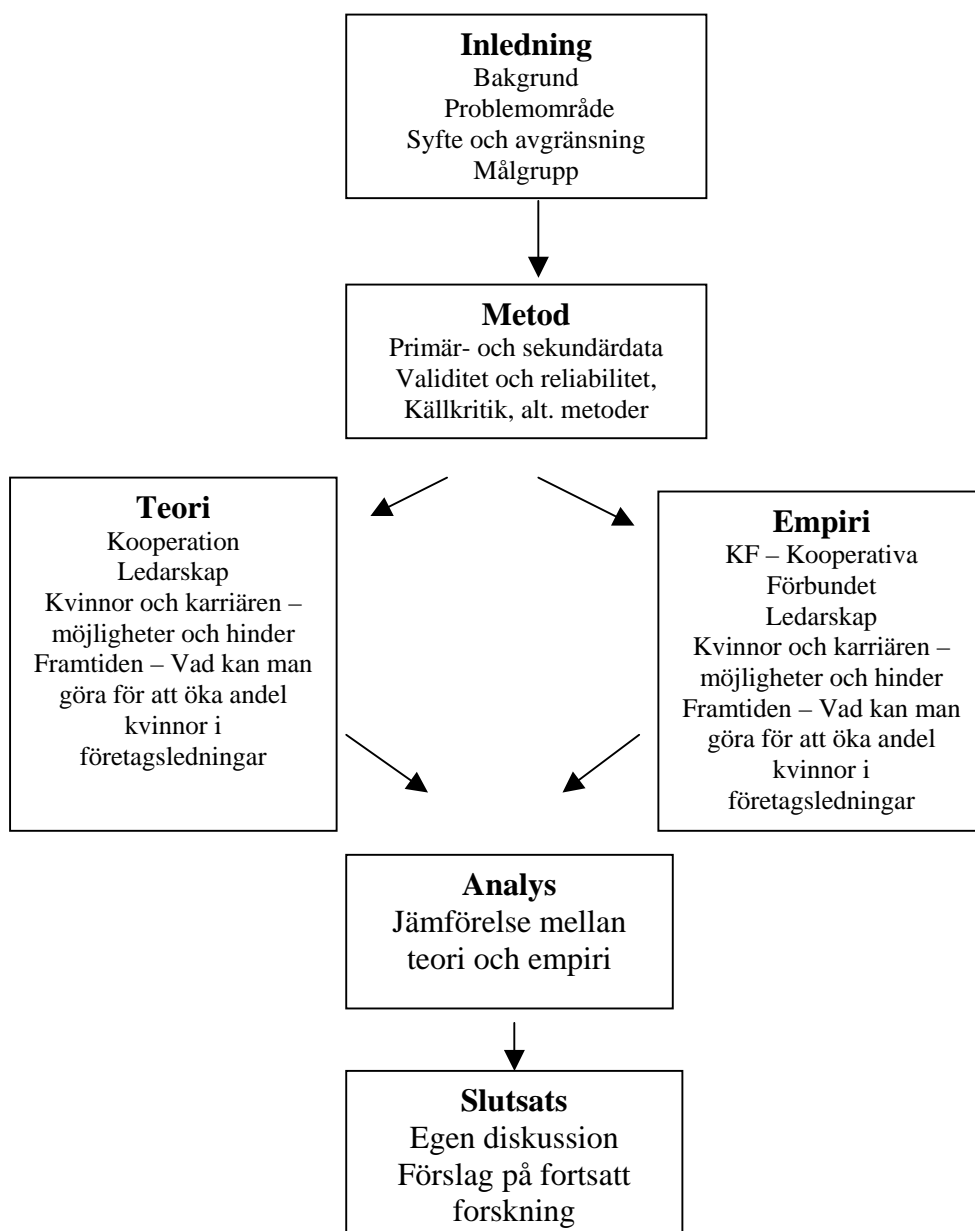 Inledning
Bakgrund
Problemområde
Syfte och avgränsning
Målgrupp
Metod
Primär- och sekundärdata
Validitet och reliabilitet,
Källkritik, alt. metoder
Teori
Kooperation
Ledarskap
Kvinnor och karriären –
möjligheter och hinder
Framtiden – Vad kan man
göra för att öka andel
kvinnor i
företagsledningar
Empiri
KF – Kooperativa
Förbundet
Ledarskap
Kvinnor och karriären –
möjligheter och hinder
Framtiden – Vad kan man
göra för att öka andel
kvinnor i
företagsledningar
Analys
Jämförelse mellan
teori och empiri
Slutsats
Egen diskussion
Förslag på fortsatt
forskning